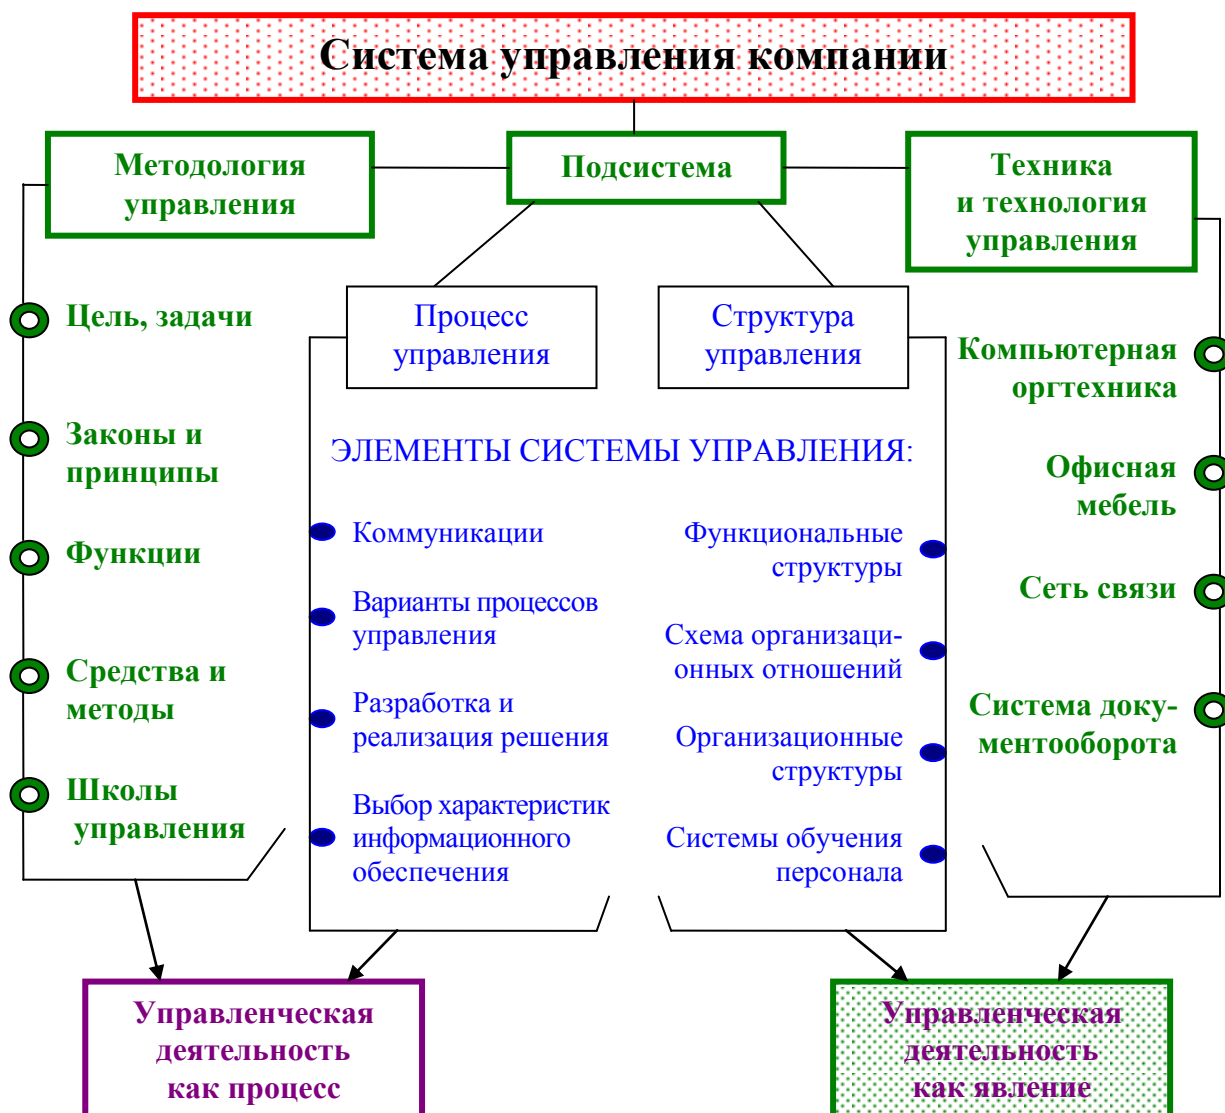 Система управления компании
Методология
управления
Подсистема
Техника
и технология
управления
Процесс
управления
Структура
управления
Цель, задачи
Законы и
принципы
Функции
Средства и
методы
Школы
управления
ЭЛЕМЕНТЫ СИСТЕМЫ УПРАВЛЕНИЯ:
Коммуникации
Варианты процессов
управления
Разработка и
реализация решения
Выбор характеристик
информационного
обеспечения
Функциональные
структуры
Схема организаци-
онных отношений
Организационные
структуры
Системы обучения
персонала
Компьютерная
оргтехника
Офисная
мебель
Сеть связи
Система доку-
ментооборота
Управленческая
деятельность
как процесс
Управленческая
деятельность
как явление